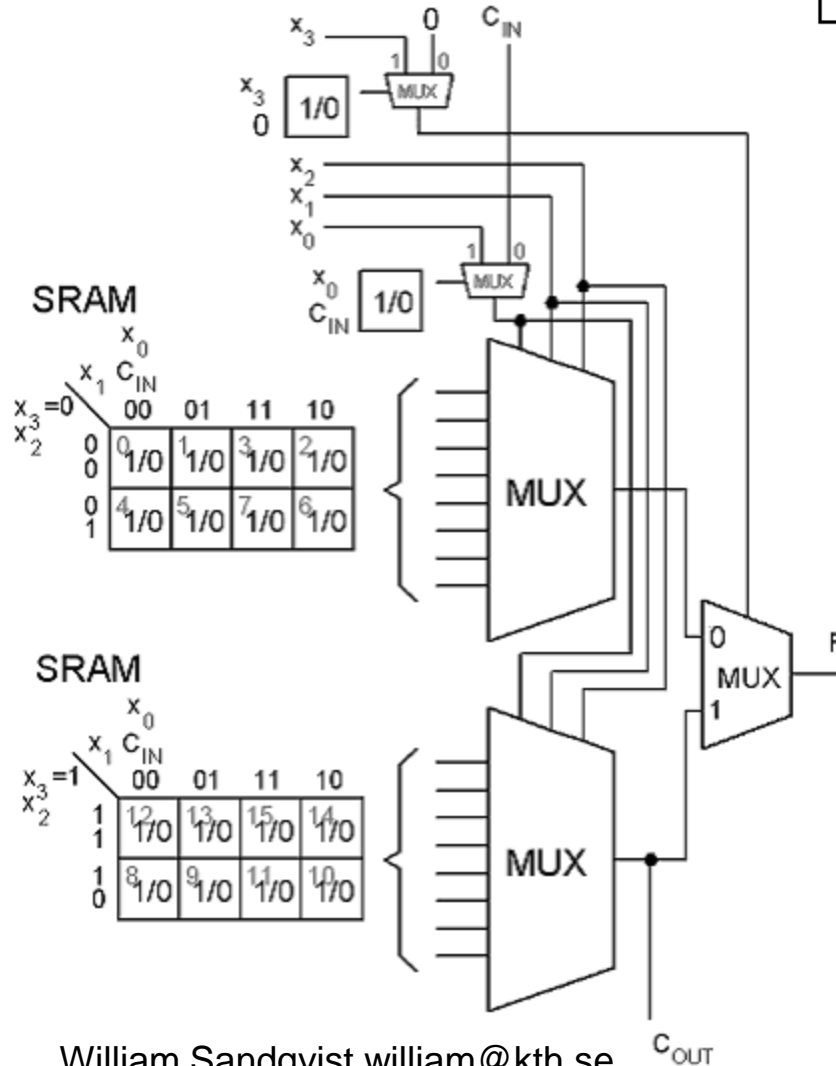 x3 0 CIN
1 0
MUX
x3
0
1/0
x2
x1
x0
1 0
MUX
x0
CIN
1/0
SRAM
x0
x1 CIN
x3=0
x2
00 01 11 10
0 0 0 1/0 1 1/0 3 1/0 2 1/0
0 1 4 1/0 5 1/0 7 1/0 6 1/0
MUX
0
MUX
1
F
SRAM
x0
x1 CIN
x3=1
x2
00 01 11 10
1 1 12 1/0 13 1/0 15 1/0 14 1/0
1 0 8 1/0 9 1/0 11 1/0 10 1/0
MUX
William Sandqvist william@kth.se
COUT